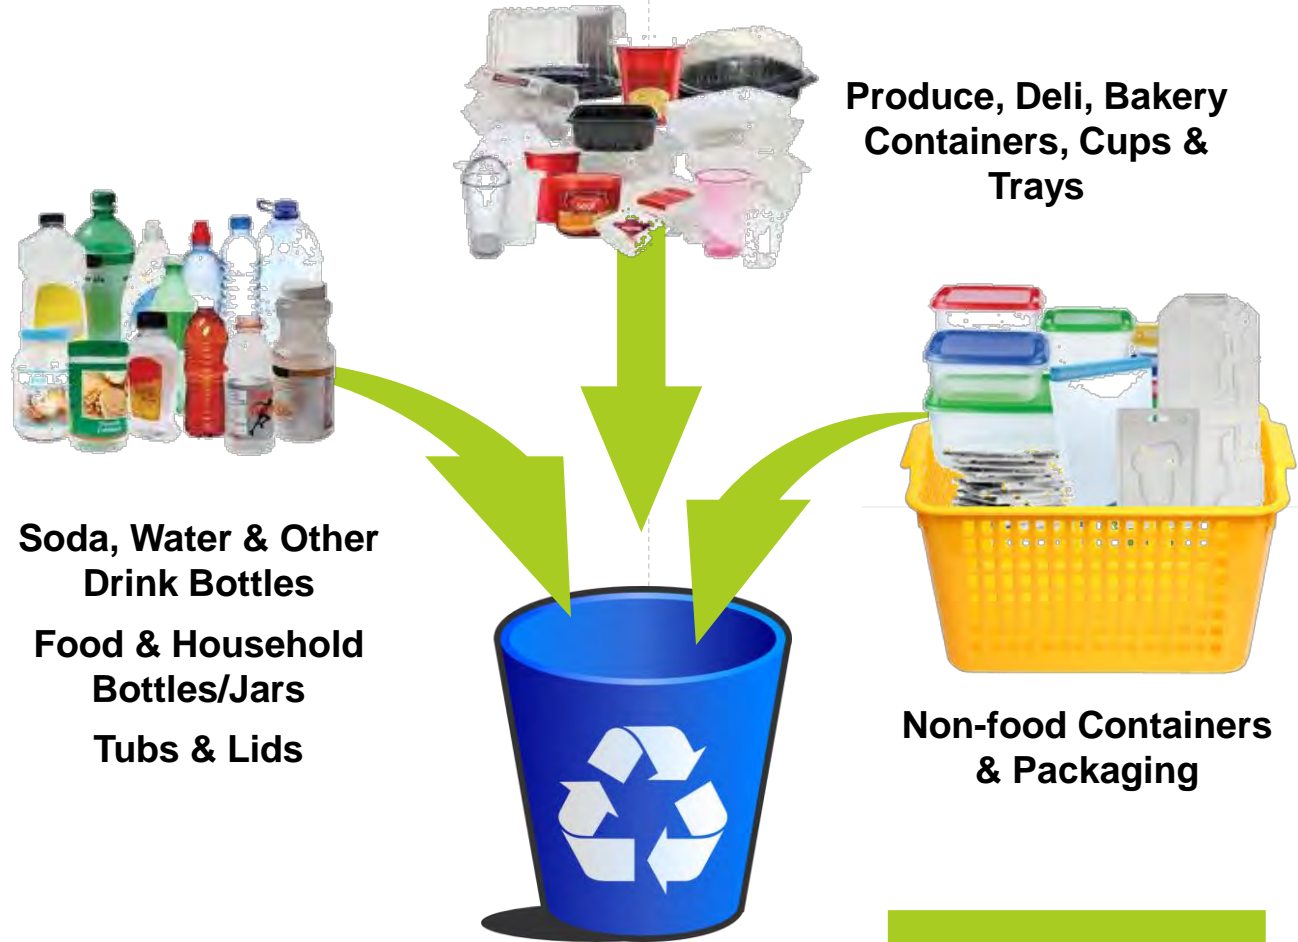 Produce, Deli, Bakery
Containers, Cups &
Trays
Soda, Water & Other
Drink Bottles
Food & Household
Bottles/Jars
Tubs & Lids
Non-food Containers
& Packaging